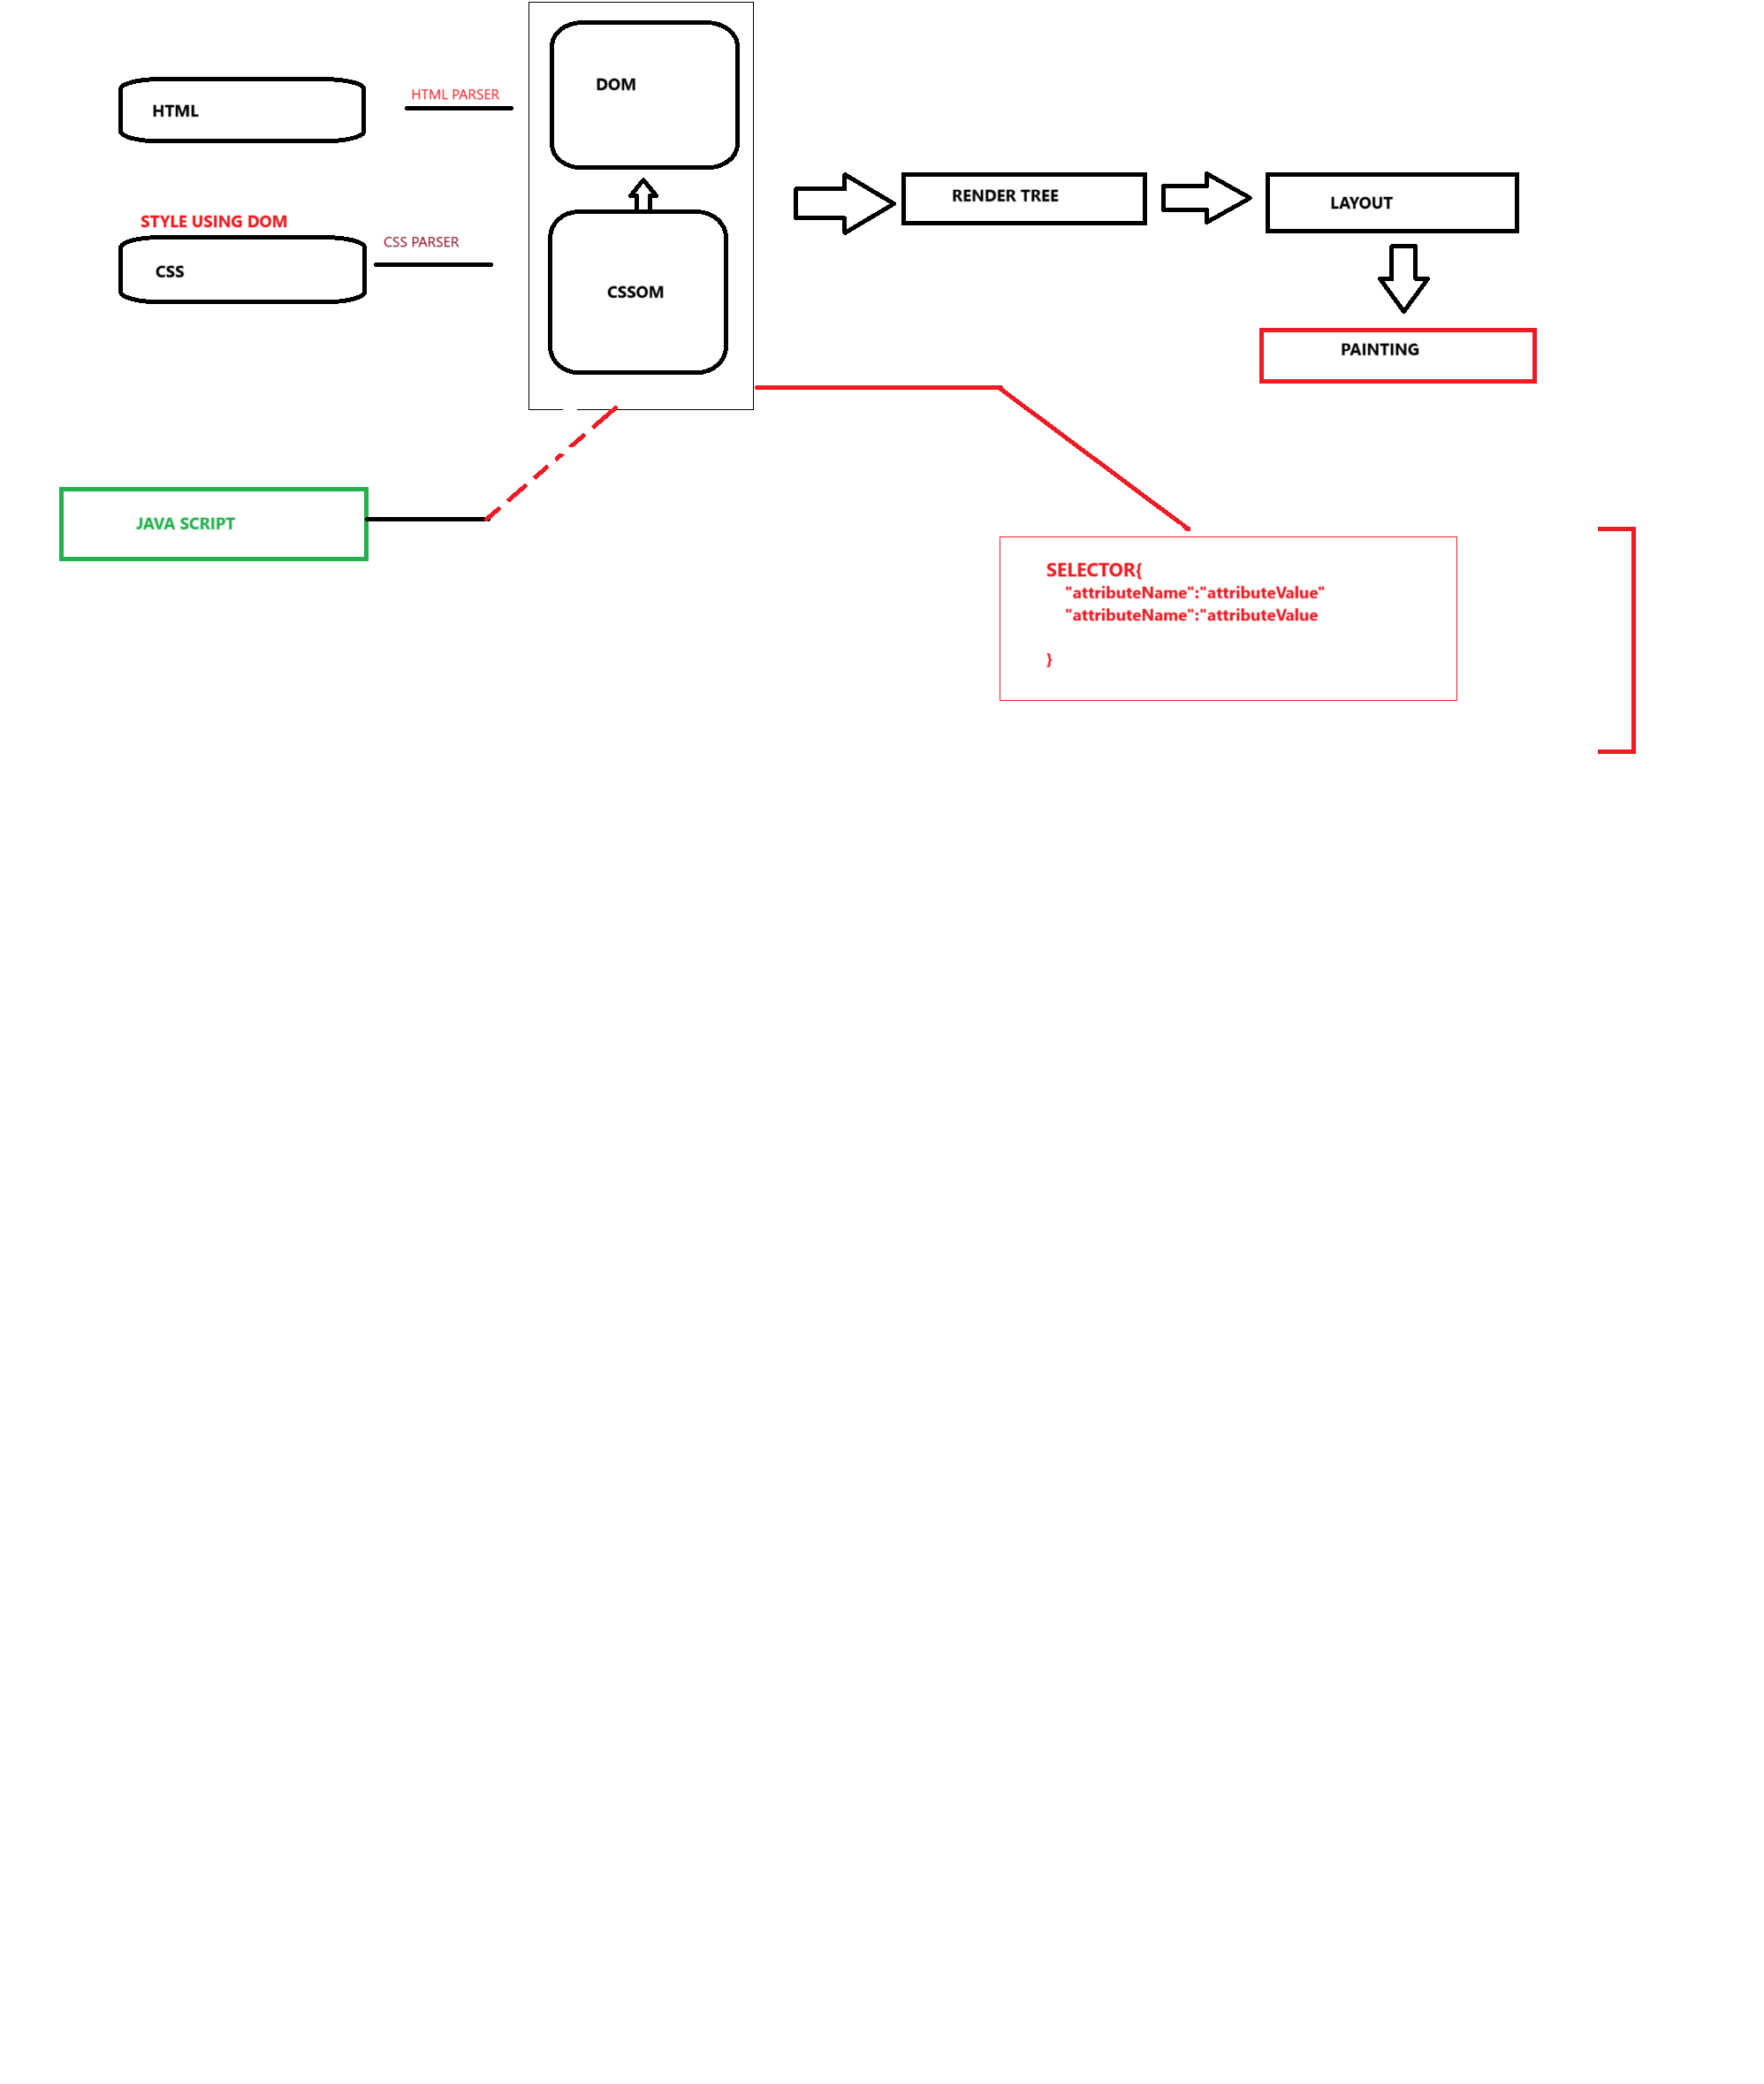 DOM
HTML PARSER
HTML
RENDER TREE
LAYOUT
STYLE USING DOM
CSS PARSER
CSS
CSSOM
PAINTING
JAVA SCRIPT
SELECTOR{
"attributeName":"attributeValue"
"attributeName":"attributeValue
}